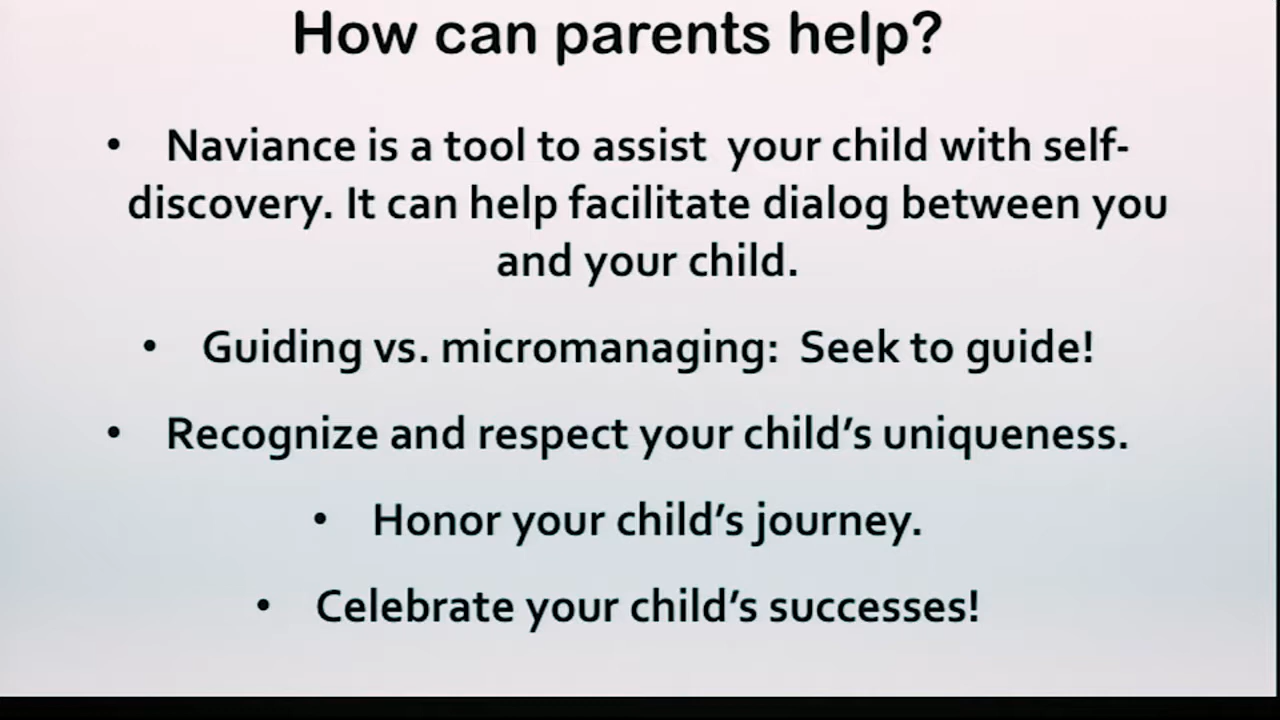 How can parents help?
• Naviance is a tool to assist  your child with self-
discovery. It can help facilitate dialog between you
and your child.
• Guiding vs. micromanaging:  Seek to guide!
• Recognize and respect your child’s uniqueness.
• Honor your child’s journey.
• Celebrate your child’s successes!